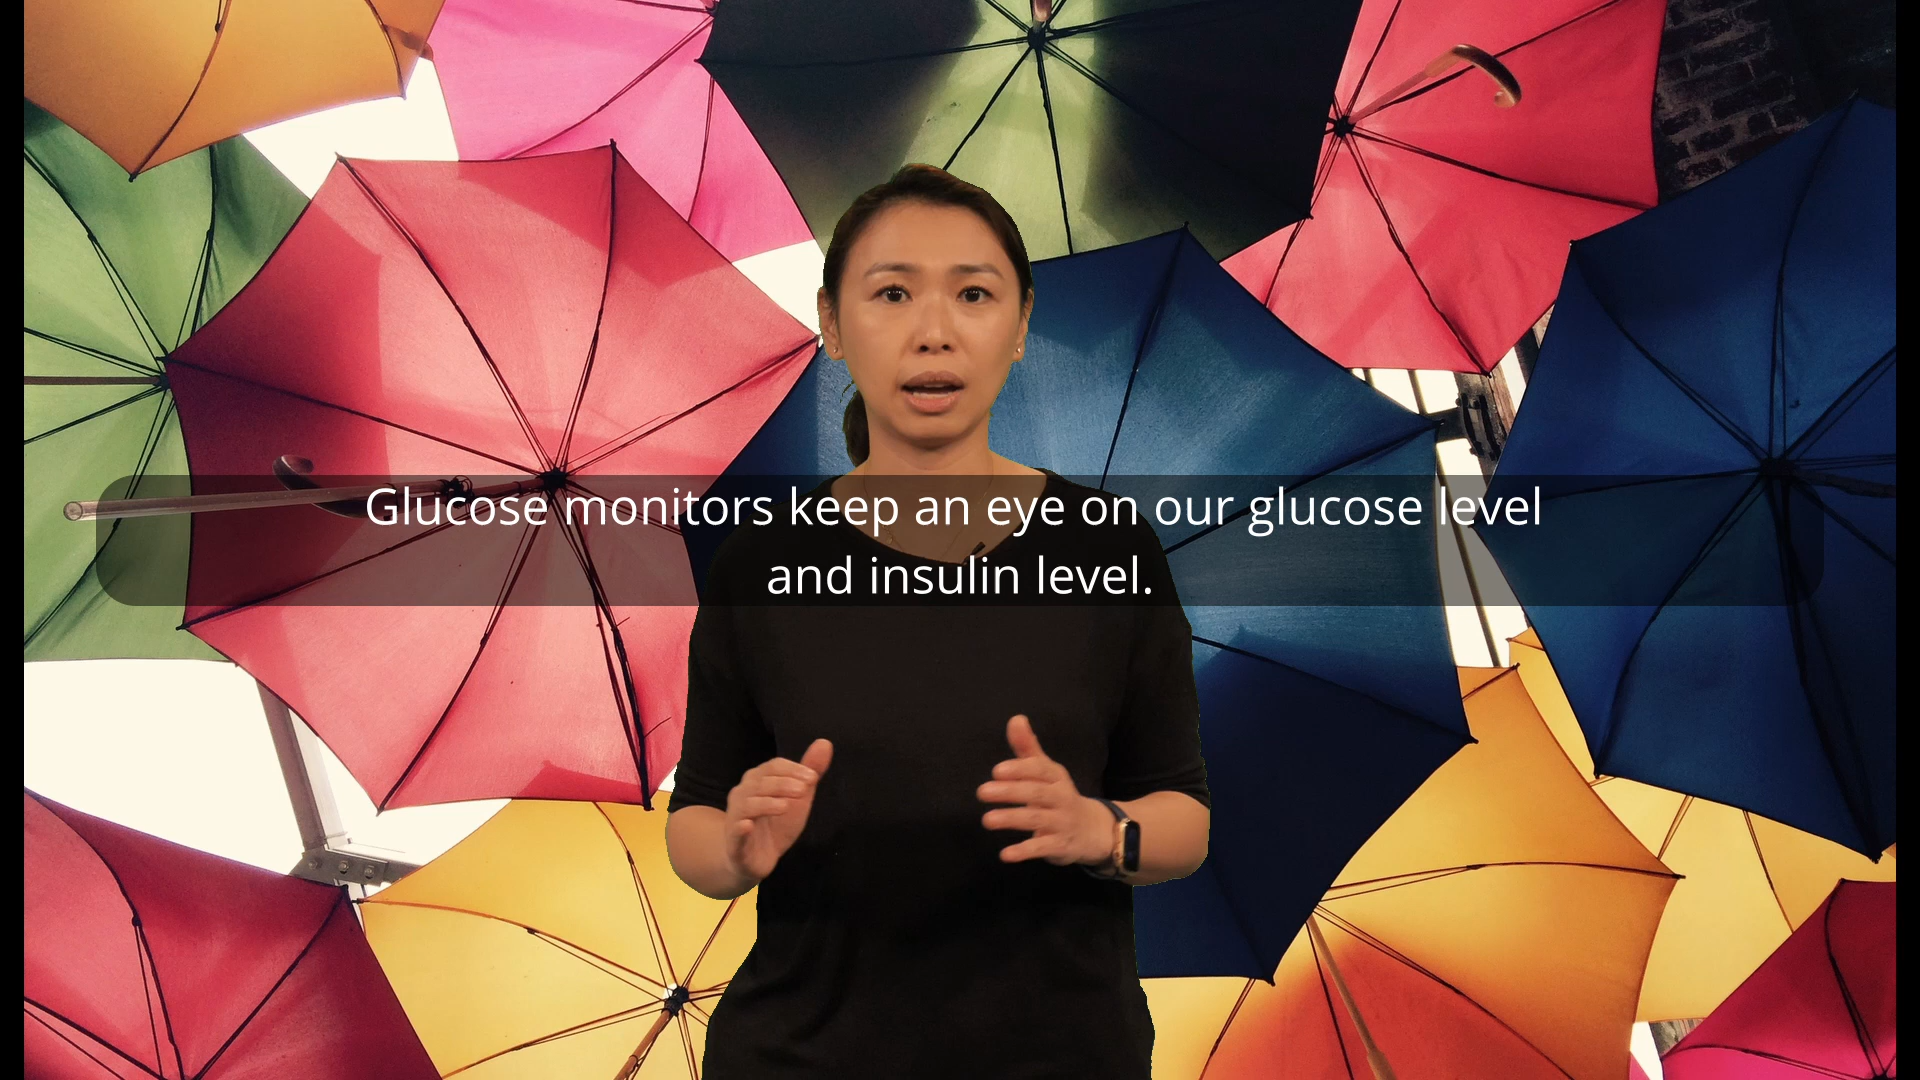 Glucose monitors keep an eye on our glucose level
and insulin level.